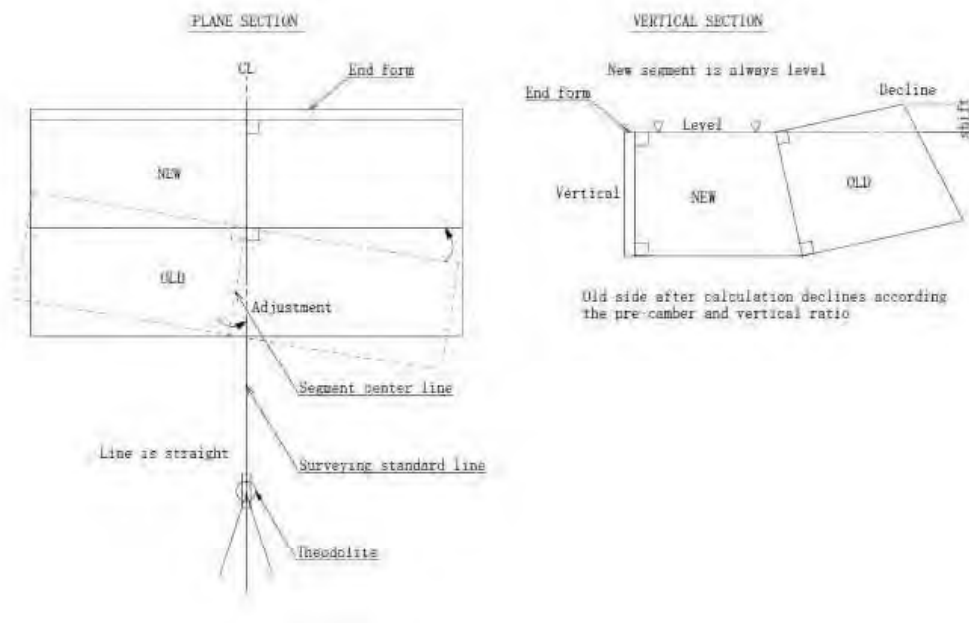 PLANE SECTION
CL
End form
NEW
OLD
Adjustment
Segment center line
Line is straight
Surveying standard line
Theodolite
VERTICAL SECTION
New segment is always level
End form
Decline
shift
Level
Vertical
NEW
OLD
Old side after calculation declines according
the pre-camber and vertical ratio